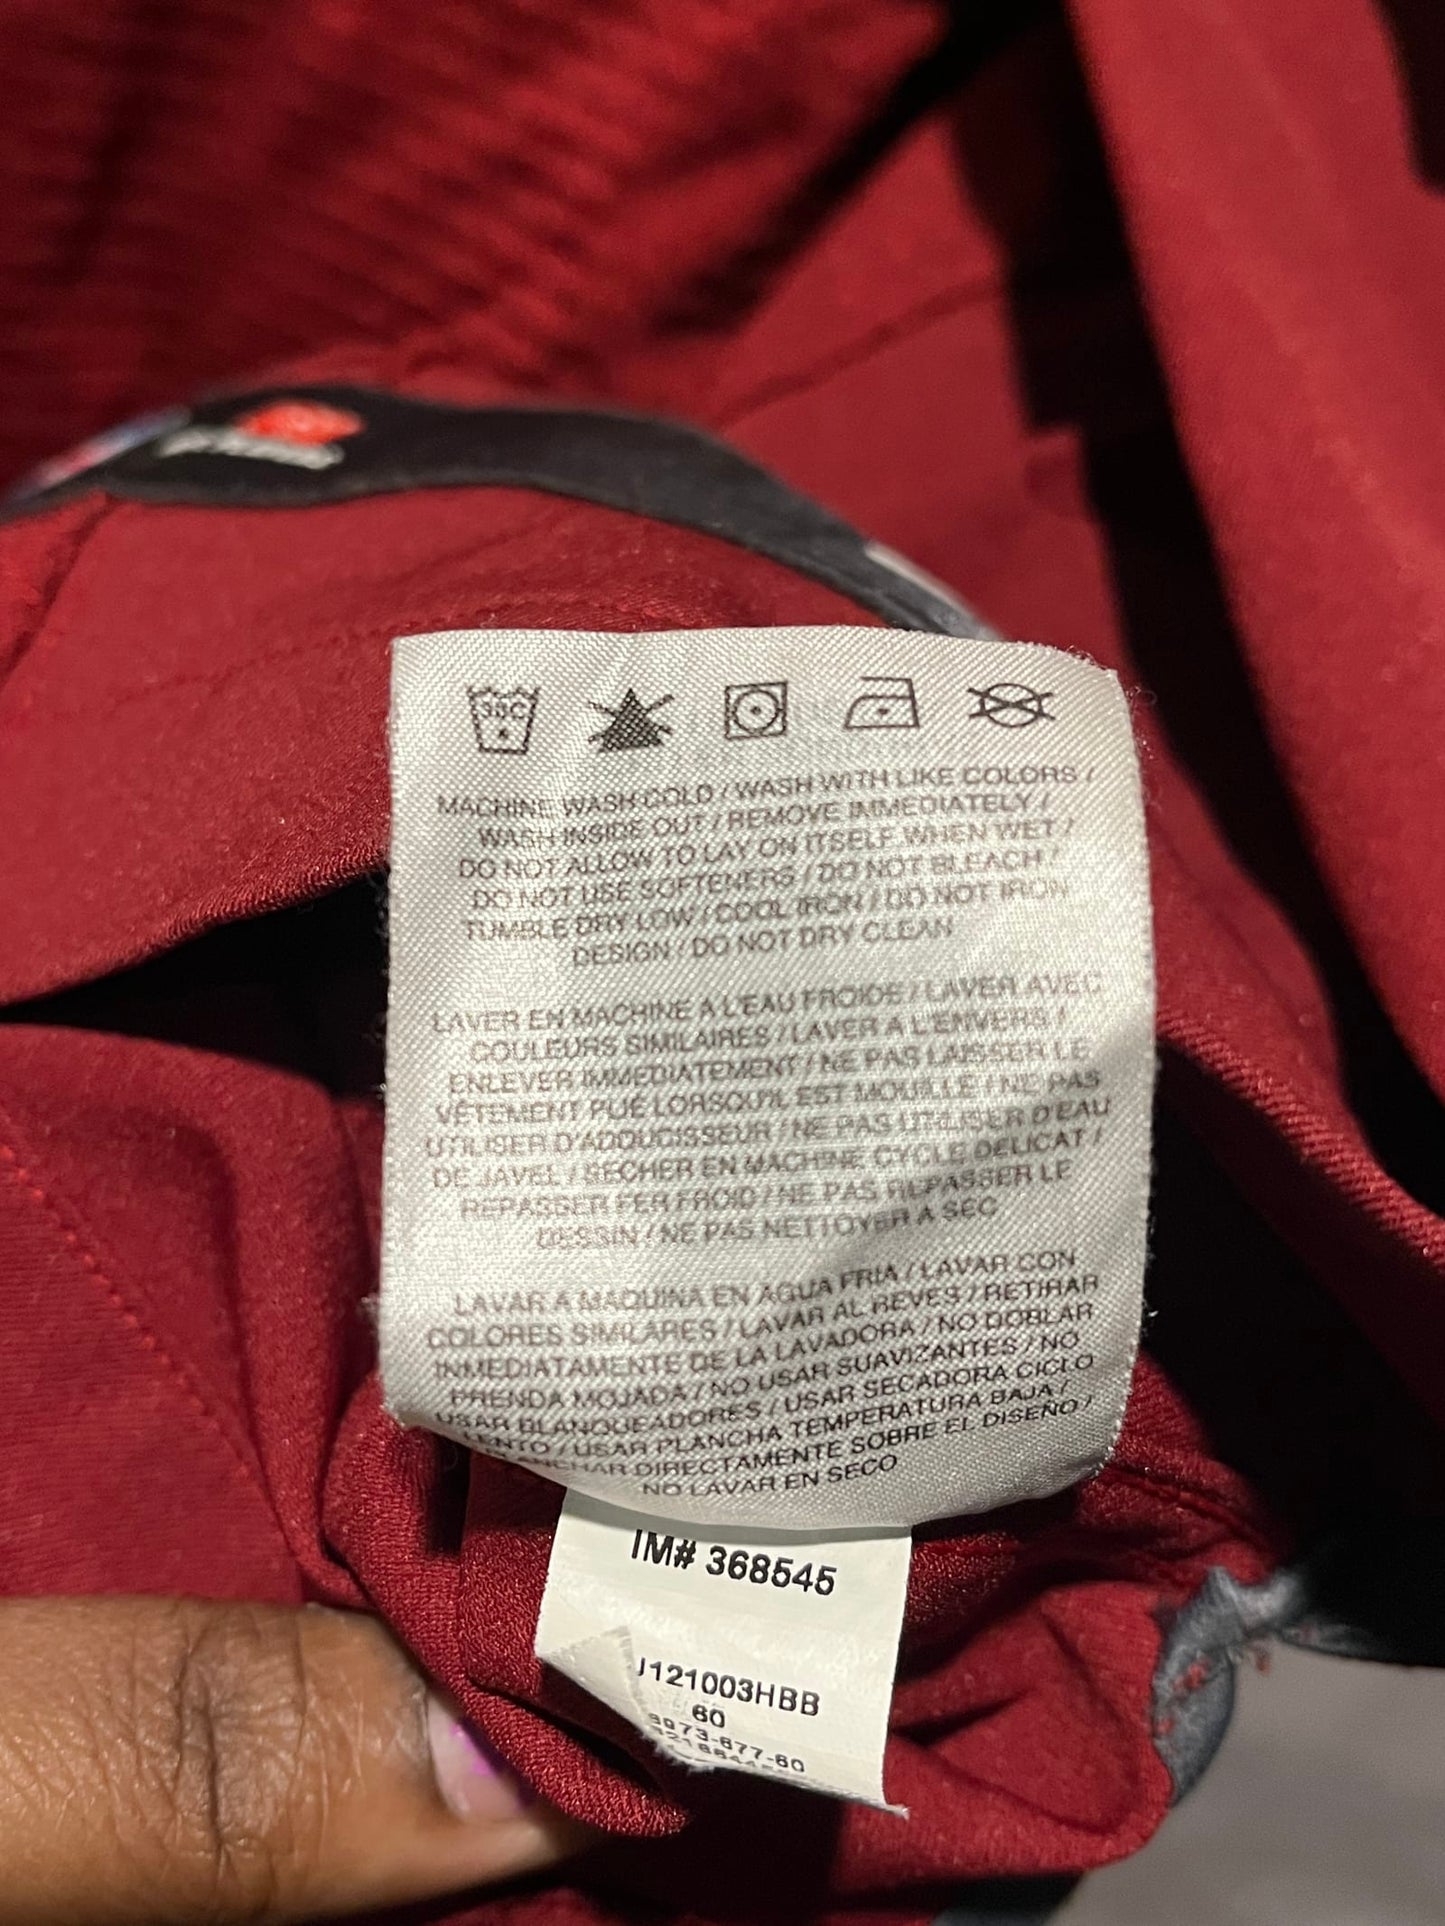 30C
MACHINE WASH COLD / WASH WITH LIKE COLORS /
WASH INSIDE OUT / REMOVE IMMEDIATELY /
DO NOT ALLOW TO LAY ON ITSELF WHEN WET /
DO NOT USE SOFTENERS / DO NOT BLEACH /
TUMBLE DRY LOW / COOL IRON / DO NOT IRON
DESIGN / DO NOT DRY CLEAN
LAVER EN MACHINE A L'EAU FROIDE / LAVER AVEC
COULEURS SIMILAIRES / LAVER A L'ENVERS /
ENLEVER IMMEDIATEMENT / NE PAS LAISSER LE
VÊTEMENT PLIÉ LORSQU'IL EST MOUILLÉ / NE PAS
UTILISER D'ADOUCISSEUR / NE PAS UTILISER D'EAU
DE JAVEL / SECHER EN MACHINE CYCLE DELICAT /
REPASSER FER FROID / NE PAS REPASSER LE
DESSIN / NE PAS NETTOYER A SEC
LAVAR A MAQUINA EN AGUA FRIA / LAVAR CON
COLORES SIMILARES / LAVAR AL REVES / RETIRAR
INMEDIATAMENTE DE LA LAVADORA / NO DOBLAR
PRENDA MOJADA / NO USAR SUAVIZANTES / NO
USAR BLANQUEADORES / USAR SECADORA CICLO
LENTO / USAR PLANCHA TEMPERATURA BAJA /
DIRECTAMENTE SOBRE EL DISEÑO /
NO LAVAR EN SECO
IM# 368545
J121003HBB
60
8973-677-60